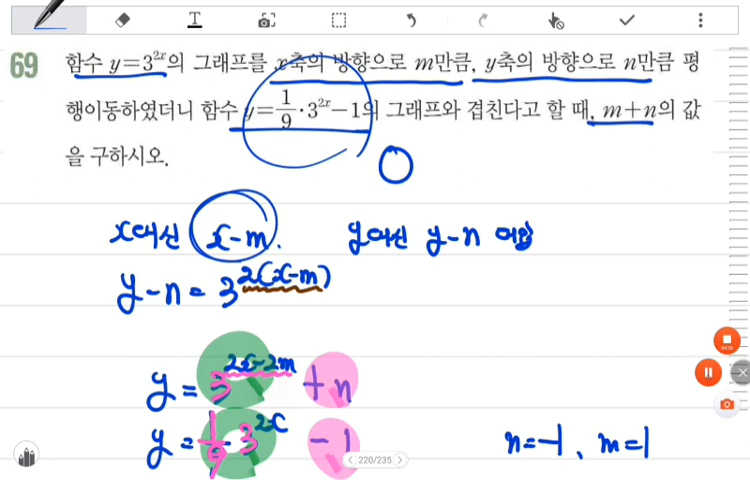 69 함수 y=3^{2x}의 그래프를 x축의 방향으로 m만큼, y축의 방향으로 n만큼 평
행이동하였더니 함수 y=\frac{1}{9}·3^{2x}-1의 그래프와 겹친다고 할 때, m+n의 값
을 구하시오.
x대신 x-m. y대신 y-n 대입
y-n=3^{2(x-m)}
y=3^{2x-2m}+n
y=\frac{1}{9}·3^{2x}-1
n=-1, m=1
220/235